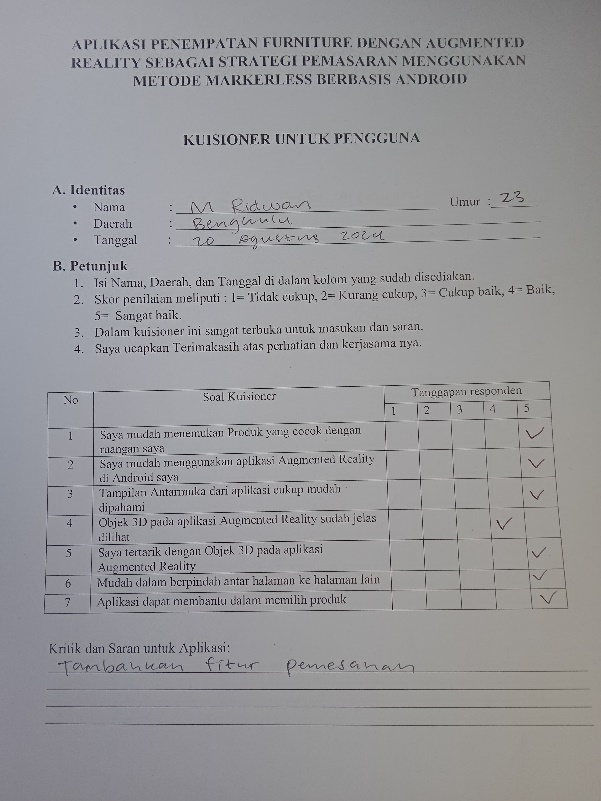 APLIKASI PENEMPATAN FURNITURE DENGAN AUGMENTED
REALITY SEBAGAI STRATEGI PEMASARAN MENGGUNAKAN
METODE MARKERLESS BERBASIS ANDROID
KUISIONER UNTUK PENGGUNA
A. Identitas
• Nama : M Ridwan Umur : 23
• Daerah : Bengkulu
• Tanggal : 20 Agustus 2024
B. Petunjuk
1. Isi Nama, Daerah, dan Tanggal di dalam kolom yang sudah disediakan.
2. Skor penilaian meliputi : 1= Tidak cukup, 2= Kurang cukup, 3= Cukup baik, 4= Baik,
5= Sangat baik.
3. Dalam kuisioner ini sangat terbuka untuk masukan dan saran.
4. Saya ucapkan Terimakasih atas perhatian dan kerjasama nya.
No Soal Kuisioner Tanggapan responden
1 2 3 4 5
1 Saya mudah menemukan Produk yang cocok dengan
ruangan saya ✓
2 Saya mudah menggunakan aplikasi Augmented Reality
di Android saya ✓
3 Tampilan Antarmuka dari aplikasi cukup mudah
dipahami ✓
4 Objek 3D pada aplikasi Augmented Reality sudah jelas
dilihat ✓
5 Saya tertarik dengan Objek 3D pada aplikasi
Augmented Reality ✓
6 Mudah dalam berpindah antar halaman ke halaman lain ✓
7 Aplikasi dapat membantu dalam memilih produk ✓
Kritik dan Saran untuk Aplikasi:
Tambahkan fitur pemesanan